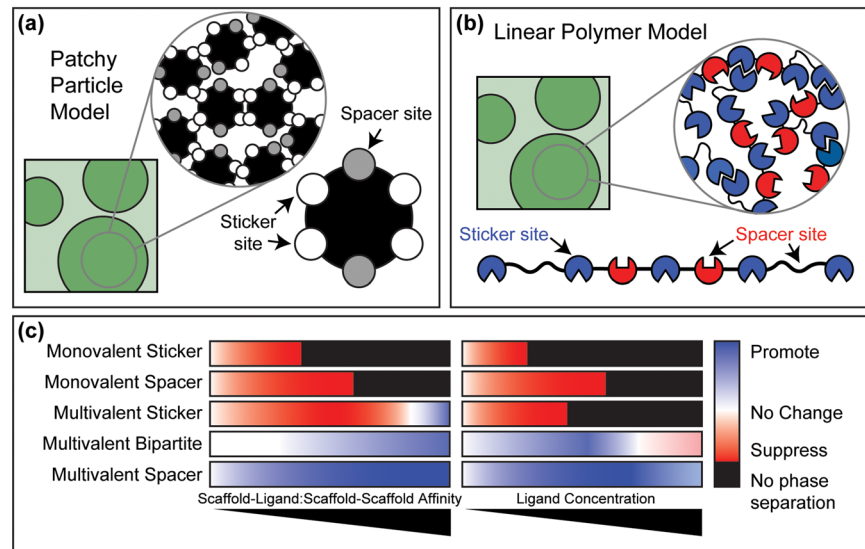 (a)
Patchy
Particle
Model
Spacer site
Sticker
site
(b)
Linear Polymer Model
Sticker site
Spacer site
(c)
Monovalent Sticker
Monovalent Spacer
Multivalent Sticker
Multivalent Bipartite
Multivalent Spacer
Scaffold-Ligand:Scaffold-Scaffold Affinity
Ligand Concentration
Promote
No Change
Suppress
No phase
separation